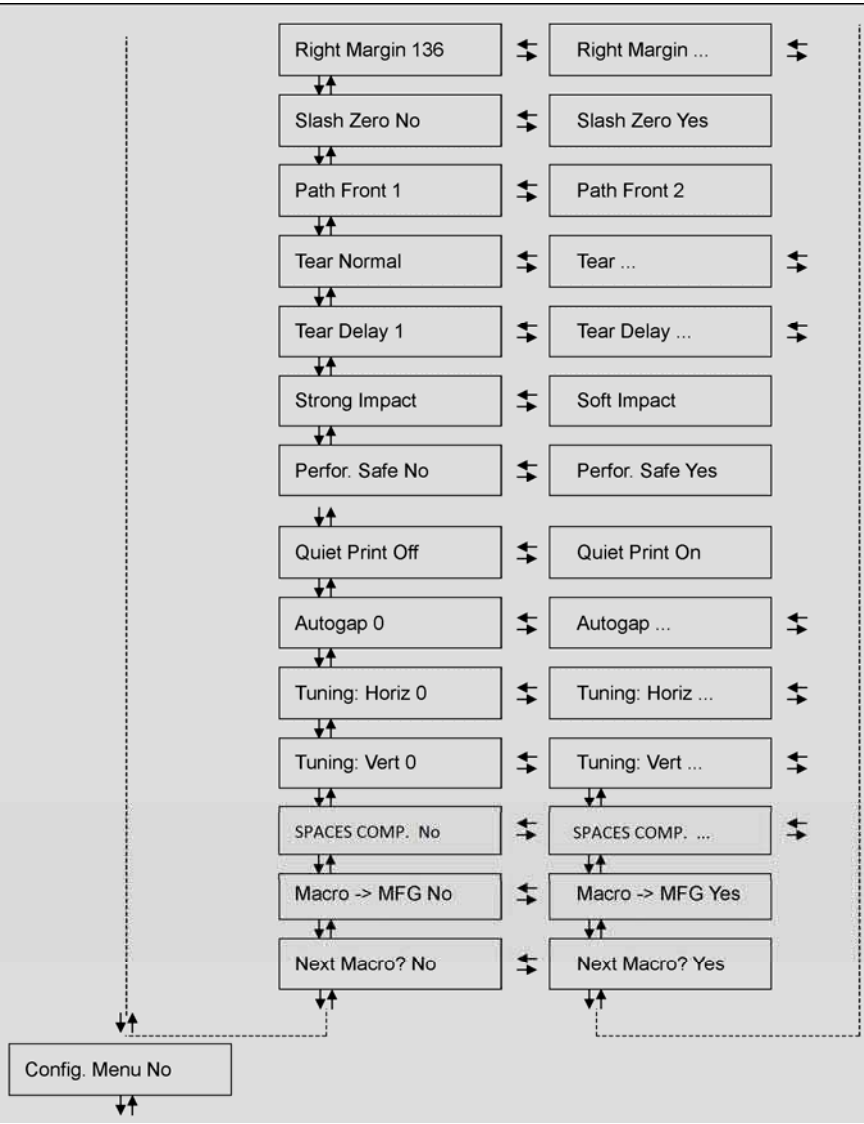 Right Margin 136 Right Margin ...
Slash Zero No Slash Zero Yes
Path Front 1 Path Front 2
Tear Normal Tear ...
Tear Delay 1 Tear Delay ...
Strong Impact Soft Impact
Perfor. Safe No Perfor. Safe Yes
Quiet Print Off Quiet Print On
Autogap 0 Autogap ...
Tuning: Horiz 0 Tuning: Horiz ...
Tuning: Vert 0 Tuning: Vert ...
SPACES COMP. No SPACES COMP. ...
Macro -> MFG No Macro -> MFG Yes
Next Macro? No Next Macro? Yes
Config. Menu No